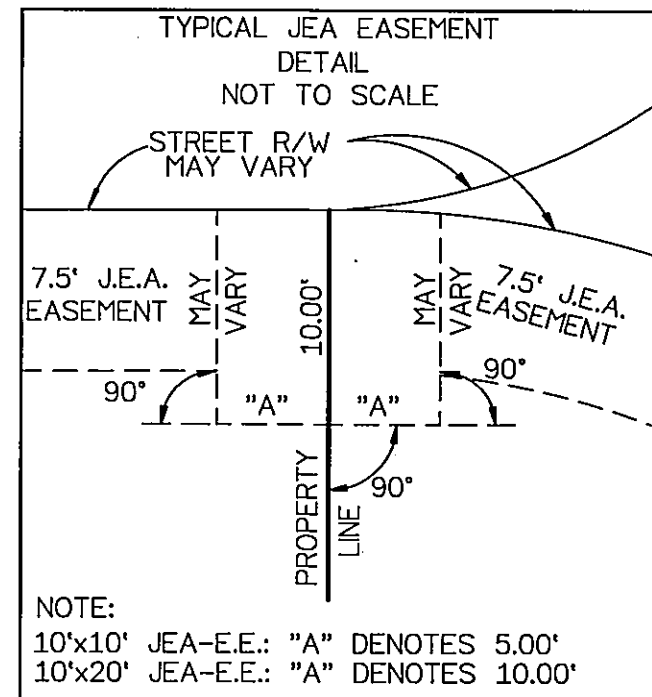 TYPICAL JEA EASEMENT
DETAIL
NOT TO SCALE
STREET R/W
MAY VARY
7.5' J.E.A.
EASEMENT
MAY
VARY
10.00'
MAY
VARY
7.5' J.E.A.
EASEMENT
90°
"A"
"A"
90°
PROPERTY
LINE
90°
NOTE:
10'x10' JEA-E.E.: "A" DENOTES 5.00'
10'x20' JEA-E.E.: "A" DENOTES 10.00'